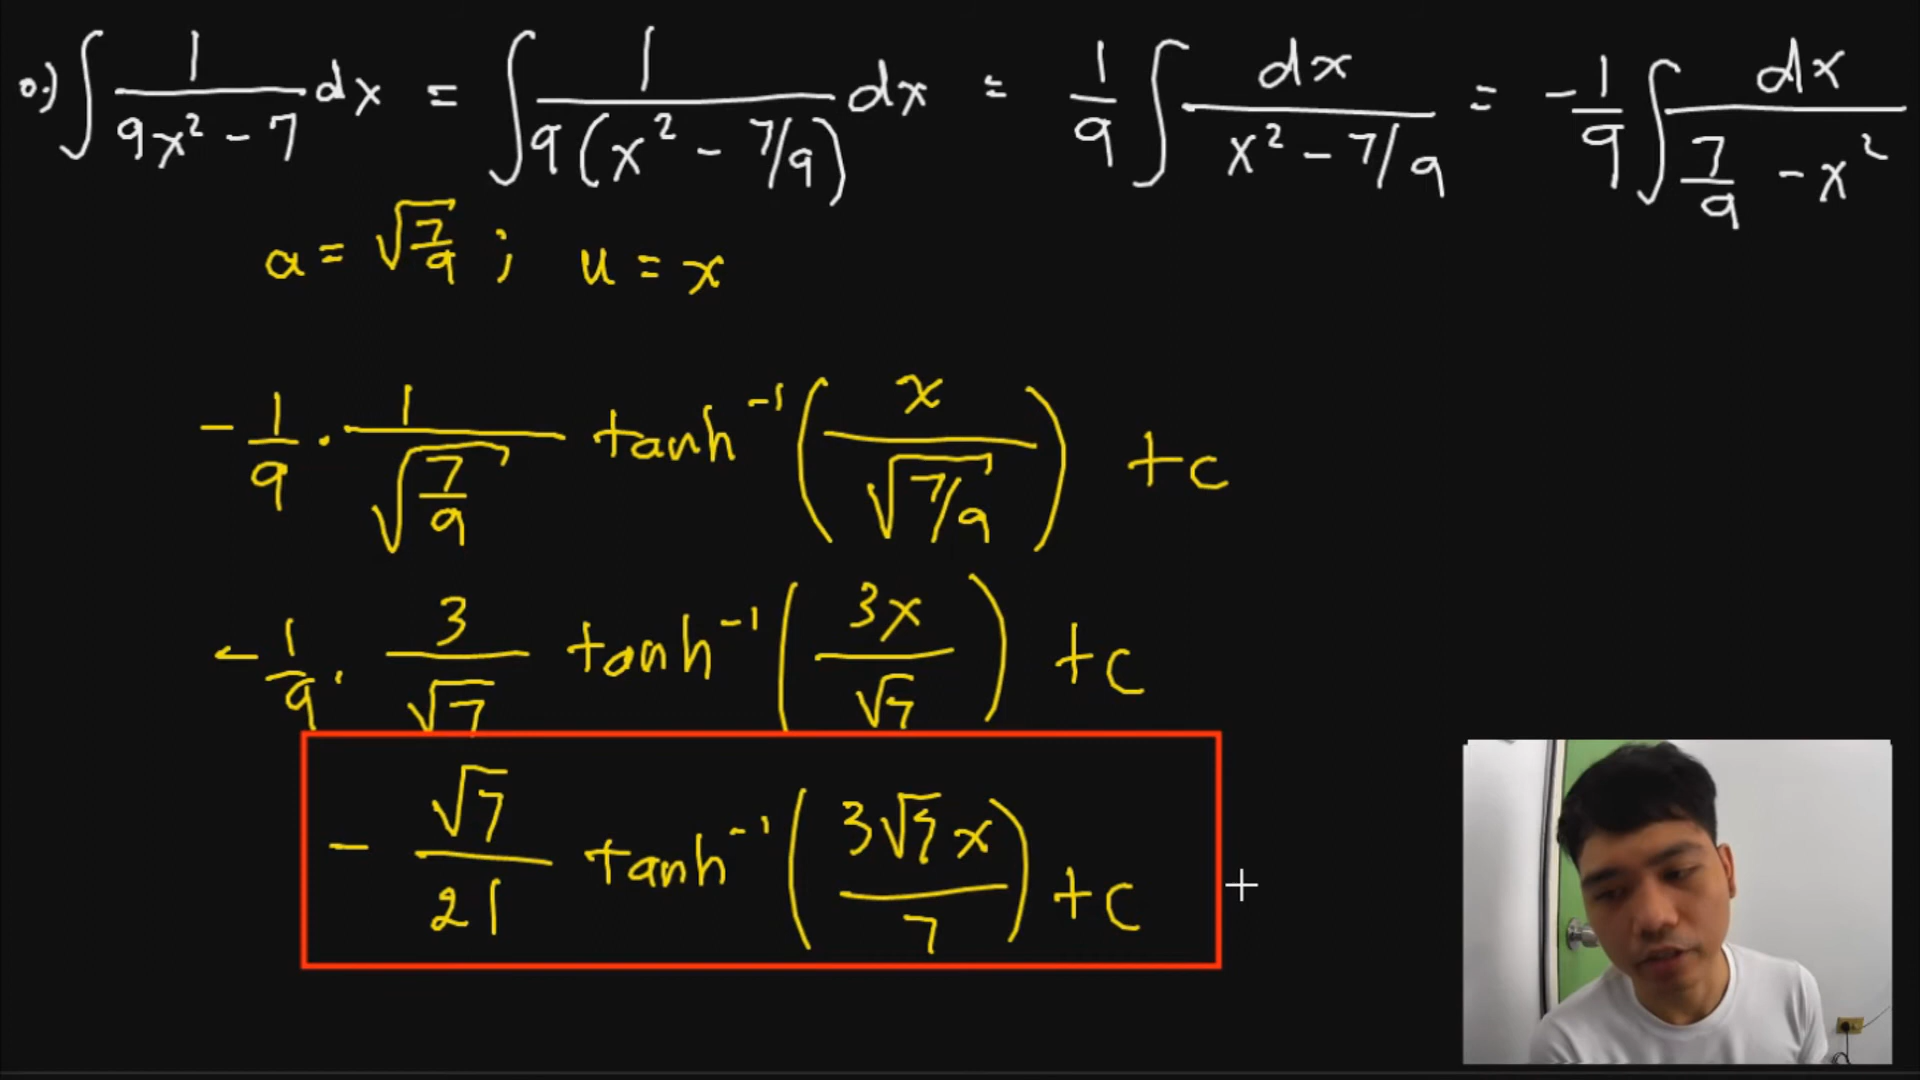 o.) ∫ 1/(9x² - 7) dx = ∫ 1/(9(x² - 7/9)) dx = 1/9 ∫ dx/(x² - 7/9) = -1/9 ∫ dx/(7/9 - x²)
a = √(7/9) ; u = x
- 1/9 · 1/√(7/9) tanh⁻¹ (x/√(7/9)) + c
- 1/9 · 3/√7 tanh⁻¹ (3x/√7) + c
- √7/21 tanh⁻¹ (3√7x/7) + c